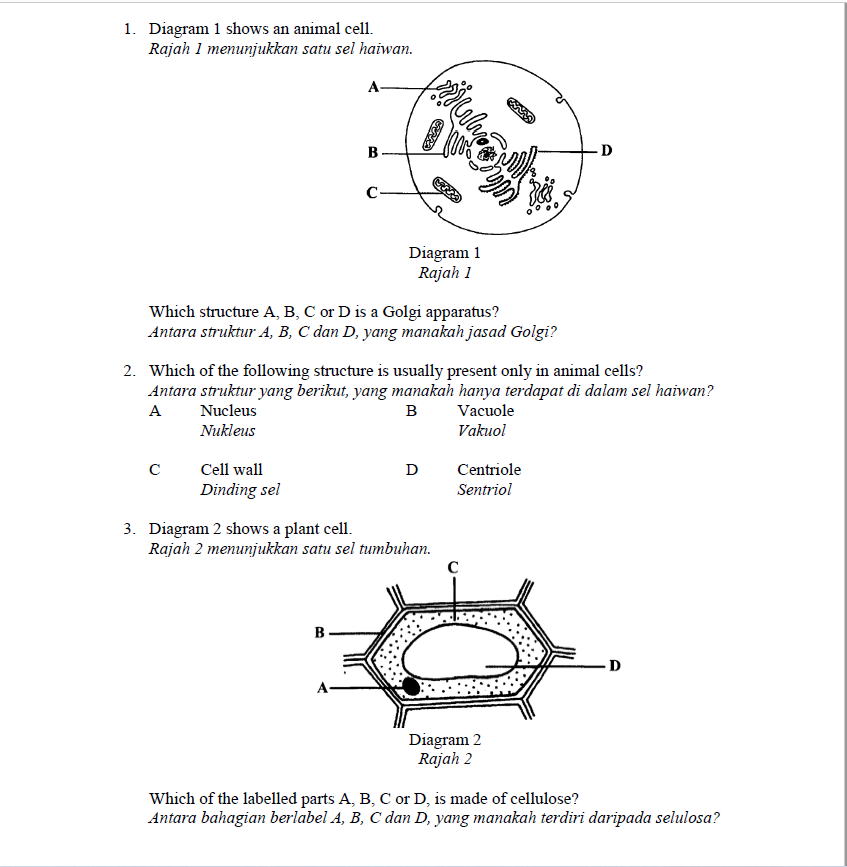 1. Diagram 1 shows an animal cell.
Rajah 1 menunjukkan satu sel haiwan.
A
B
D
C
Diagram 1
Rajah 1
Which structure A, B, C or D is a Golgi apparatus?
Antara struktur A, B, C dan D, yang manakah jasad Golgi?
2. Which of the following structure is usually present only in animal cells?
Antara struktur yang berikut, yang manakah hanya terdapat di dalam sel haiwan?
A Nucleus B Vacuole
Nukleus Vakuol
C Cell wall D Centriole
Dinding sel Sentriol
3. Diagram 2 shows a plant cell.
Rajah 2 menunjukkan satu sel tumbuhan.
C
B
D
A
Diagram 2
Rajah 2
Which of the labelled parts A, B, C or D, is made of cellulose?
Antara bahagian berlabel A, B, C dan D, yang manakah terdiri daripada selulosa?